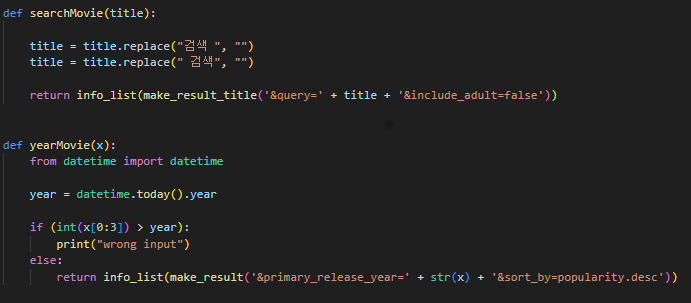 def searchMovie(title):
title = title.replace("검색 ", "")
title = title.replace(" 검색", "")
return info_list(make_result_title('&query=' + title + '&include_adult=false'))
def yearMovie(x):
from datetime import datetime
year = datetime.today().year
if (int(x[0:3]) > year):
print("wrong input")
else:
return info_list(make_result('&primary_release_year=' + str(x) + '&sort_by=popularity.desc'))